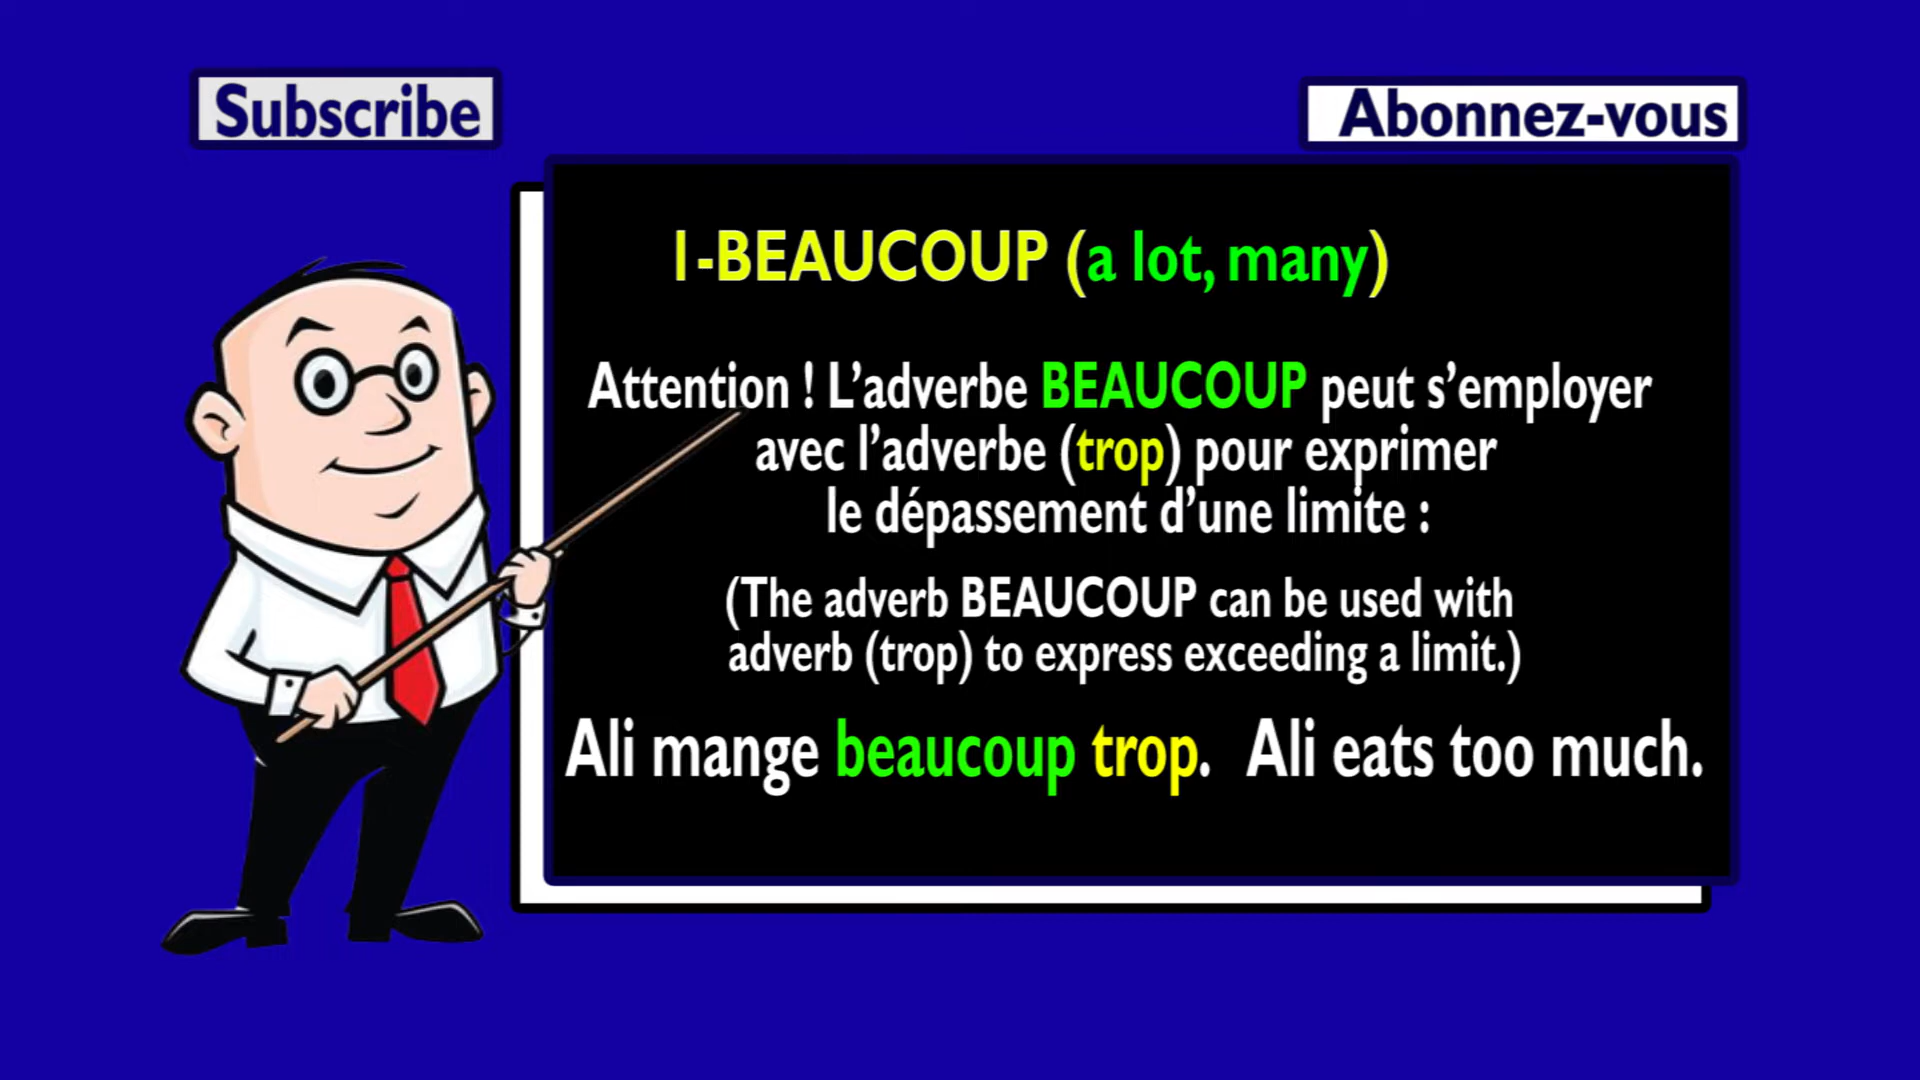 Subscribe
Abonnez-vous
1-BEAUCOUP (a lot, many)
Attention ! L’adverbe BEAUCOUP peut s’employer
avec l’adverbe (trop) pour exprimer
le dépassement d’une limite :
(The adverb BEAUCOUP can be used with
adverb (trop) to express exceeding a limit.)
Ali mange beaucoup trop. Ali eats too much.